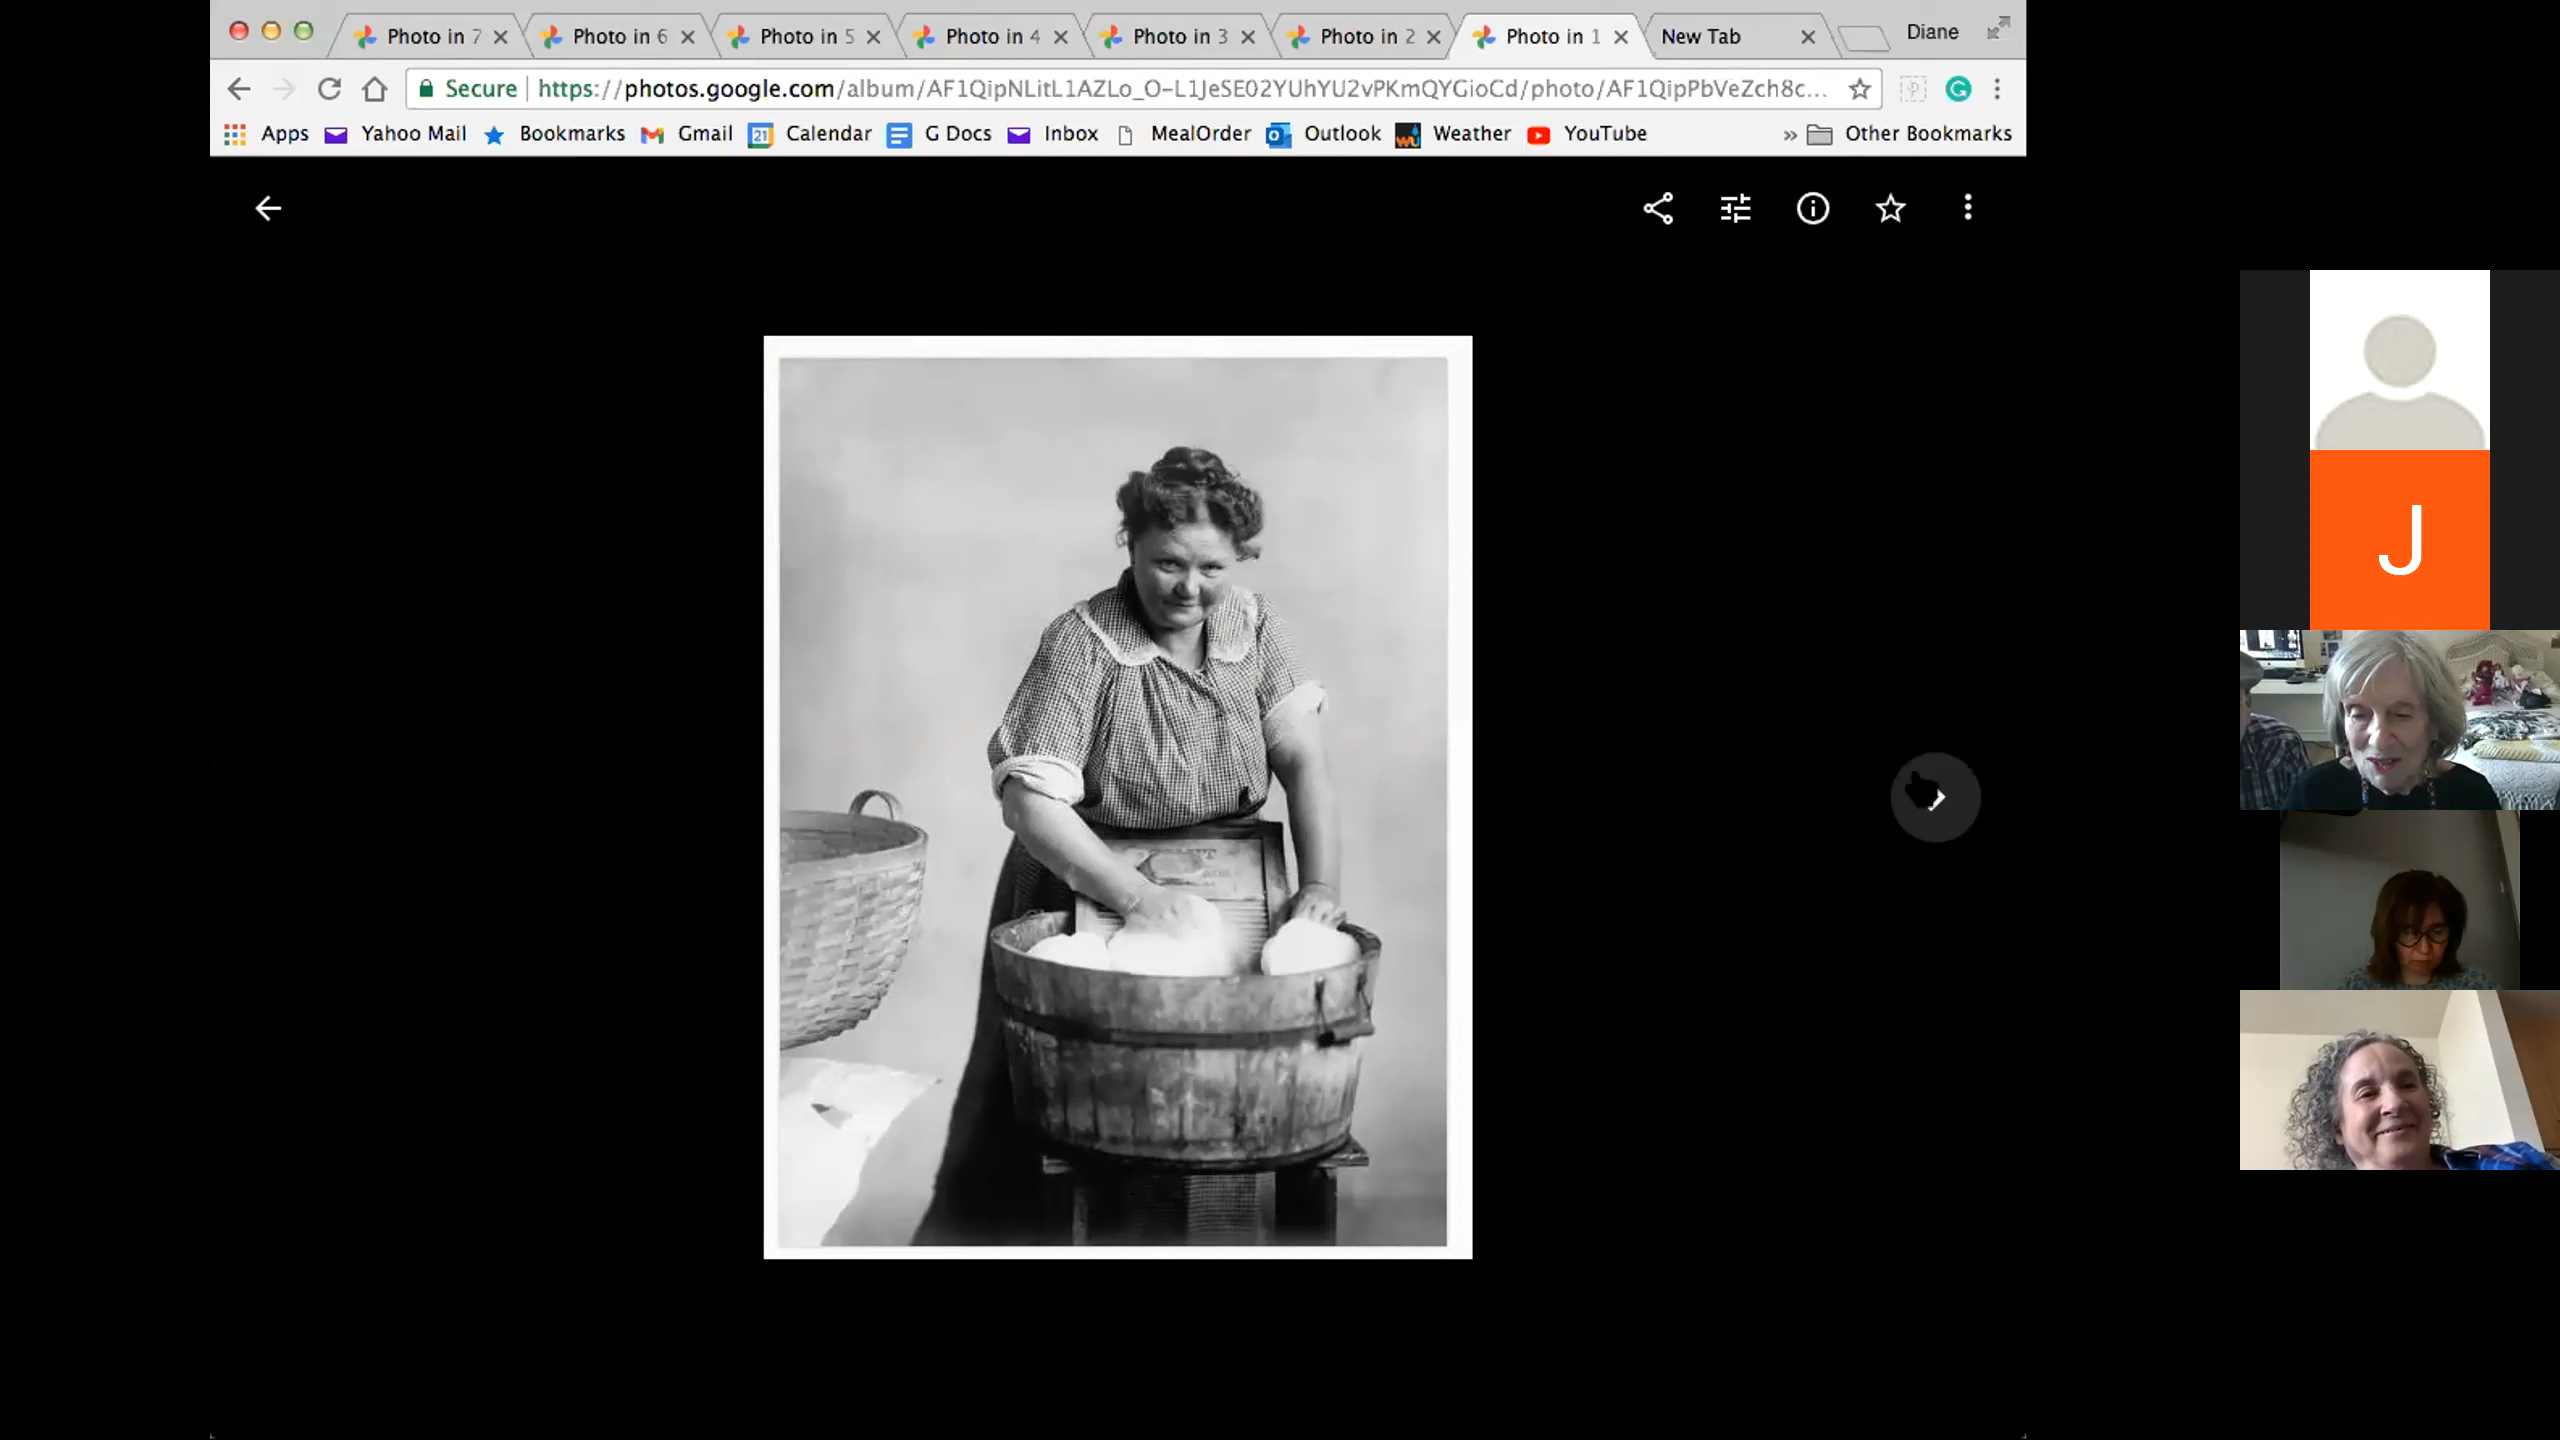 Photo in 7 Photo in 6 Photo in 5 Photo in 4 Photo in 3 Photo in 2 Photo in 1 New Tab Diane
Secure https://photos.google.com/album/AF1QipNLitL1AZLo_O-L1JeSE02YUhYU2vPKmQYGioCd/photo/AF1QipPbVeZch8c...
Apps Yahoo Mail Bookmarks Gmail 21 Calendar G Docs Inbox MealOrder Outlook Weather YouTube » Other Bookmarks
J